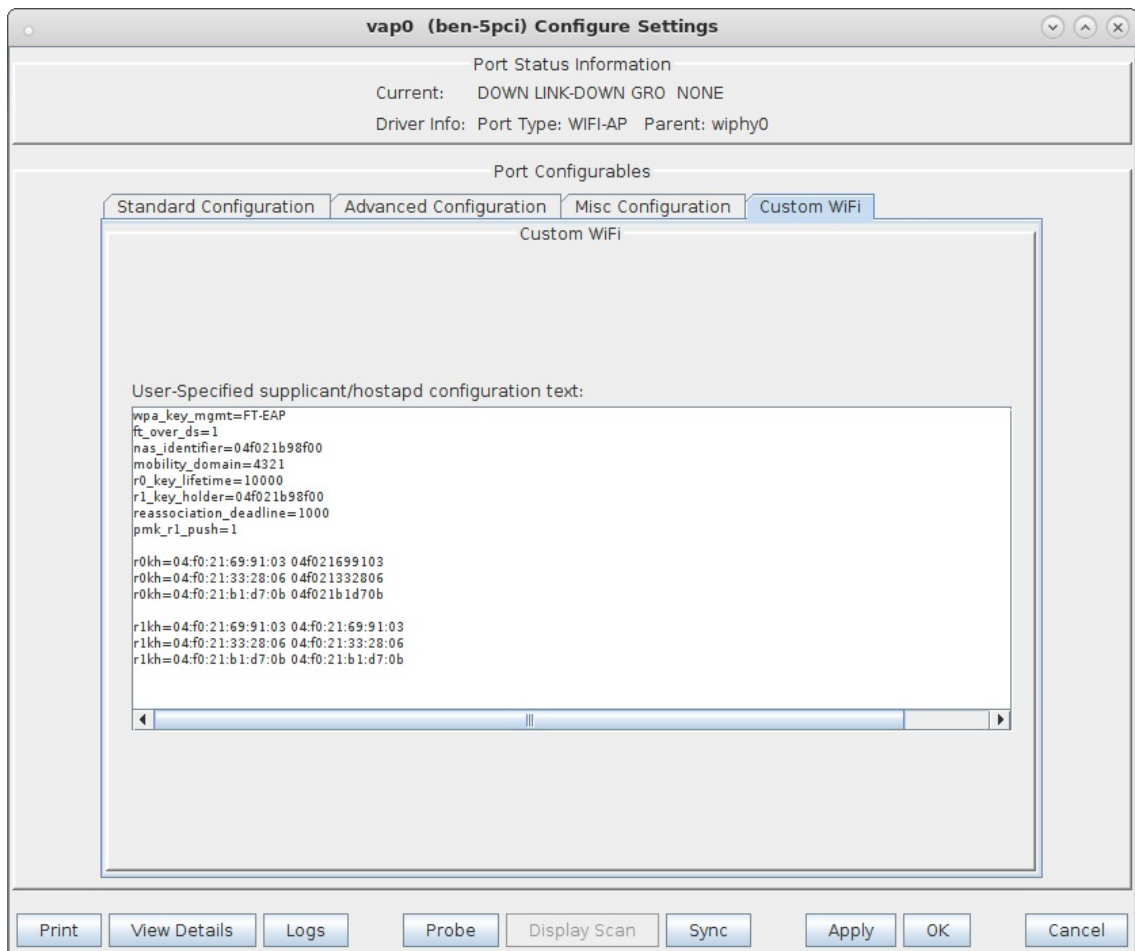 vap0 (ben-5pci) Configure Settings
Port Status Information
Current: DOWN LINK-DOWN GRO NONE
Driver Info: Port Type: WIFI-AP Parent: wiphy0
Port Configurables
Standard Configuration Advanced Configuration Misc Configuration Custom WiFi
Custom WiFi
User-Specified supplicant/hostapd configuration text:
wpa_key_mgmt=FT-EAP
ft_over_ds=1
nas_identifier=04f021b98f00
mobility_domain=4321
r0_key_lifetime=10000
r1_key_holder=04f021b98f00
reassociation_deadline=1000
pmk_r1_push=1
r0kh=04:f0:21:69:91:03 04f021699103
r0kh=04:f0:21:33:28:06 04f021332806
r0kh=04:f0:21:b1:d7:0b 04f021b1d70b
r1kh=04:f0:21:69:91:03 04:f0:21:69:91:03
r1kh=04:f0:21:33:28:06 04:f0:21:33:28:06
r1kh=04:f0:21:b1:d7:0b 04:f0:21:b1:d7:0b
Print View Details Logs Probe Display Scan Sync Apply OK Cancel